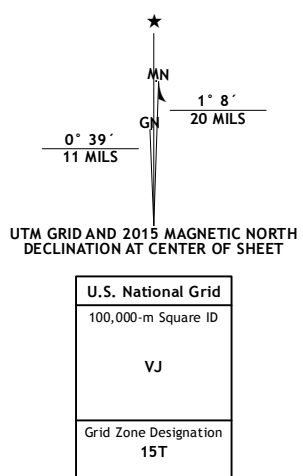 ★
MN
GN
1° 8´
20 MILS
0° 39´
11 MILS
UTM GRID AND 2015 MAGNETIC NORTH
DECLINATION AT CENTER OF SHEET
U.S. National Grid
100,000-m Square ID
VJ
Grid Zone Designation
15T